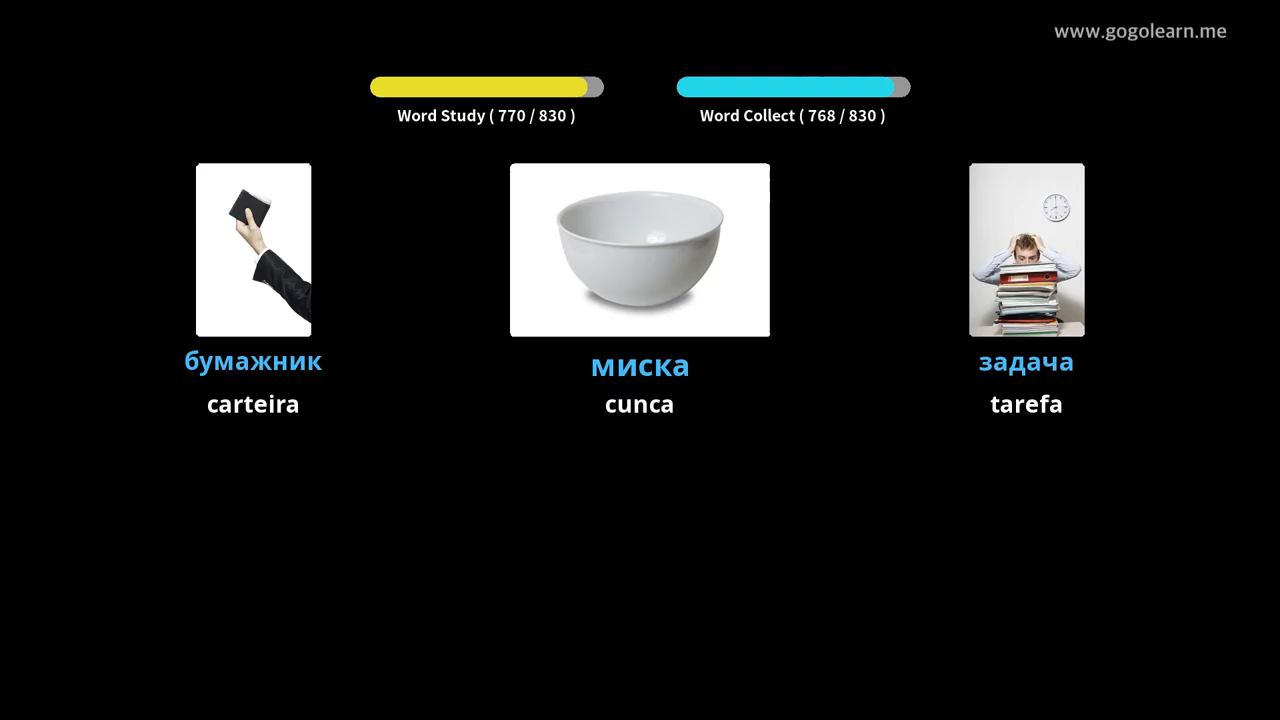 www.gogolearn.me
Word Study ( 770 / 830 )
Word Collect ( 768 / 830 )
бумажник
миска
задача
carteira
cunca
tarefa